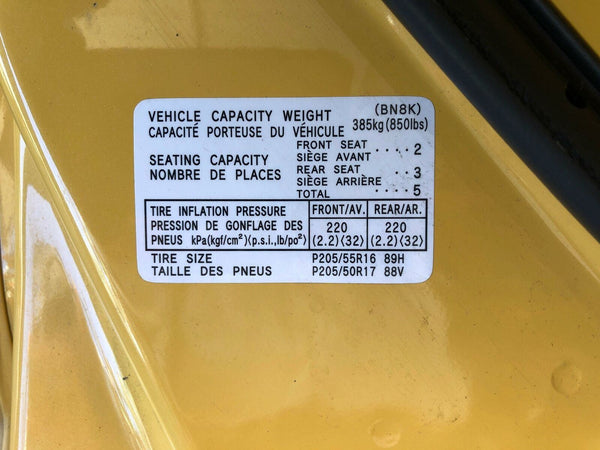 (BN8K)
VEHICLE CAPACITY WEIGHT 385kg(850lbs)
CAPACITÉ PORTEUSE DU VÉHICULE
SEATING CAPACITY
NOMBRE DE PLACES
FRONT SEAT
SIÈGE AVANT ....2
REAR SEAT
SIÈGE ARRIÈRE ..3
TOTAL ....5
TIRE INFLATION PRESSURE FRONT/AV. REAR/AR.
PRESSION DE GONFLAGE DES 220 220
PNEUS kPa(kgf/cm²)(p.s.i.,lb/po²) (2.2)(32) (2.2)(32)
TIRE SIZE P205/55R16 89H
TAILLE DES PNEUS P205/50R17 88V